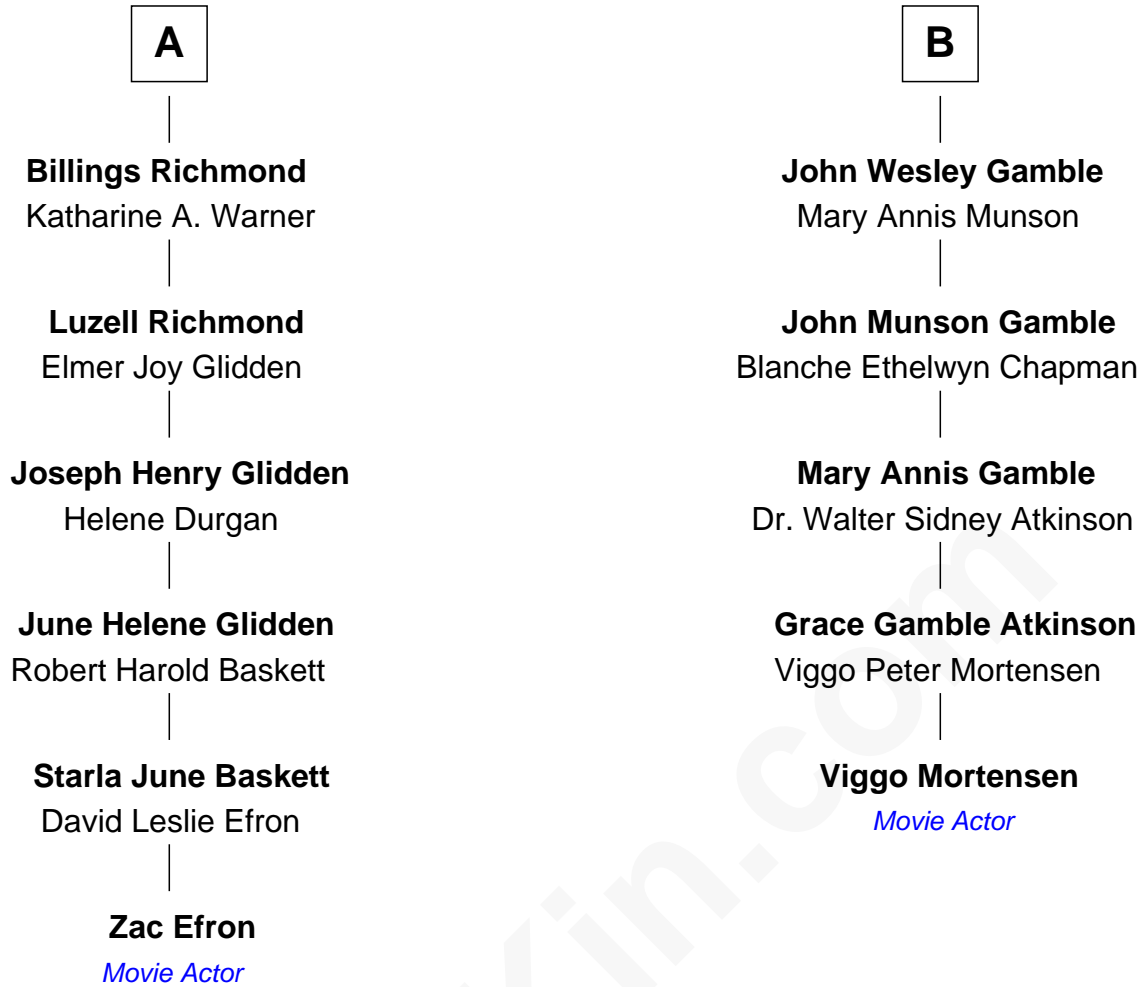 A
Billings Richmond
Katharine A. Warner
Luzell Richmond
Elmer Joy Glidden
Joseph Henry Glidden
Helene Durgan
June Helene Glidden
Robert Harold Baskett
Starla June Baskett
David Leslie Efron
Zac Efron
Movie Actor
B
John Wesley Gamble
Mary Annis Munson
John Munson Gamble
Blanche Ethelwyn Chapman
Mary Annis Gamble
Dr. Walter Sidney Atkinson
Grace Gamble Atkinson
Viggo Peter Mortensen
Viggo Mortensen
Movie Actor
Kin.com